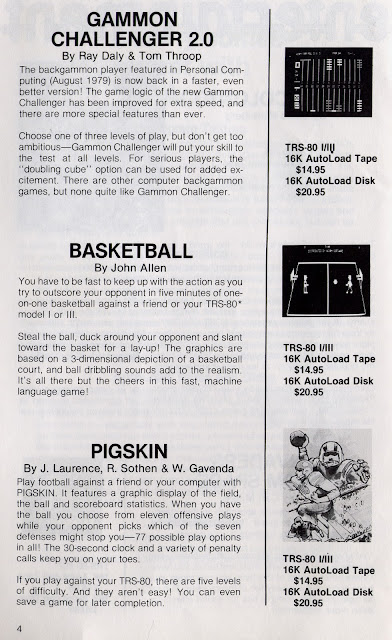 GAMMON
CHALLENGER 2.0
By Ray Daly & Tom Throop
The backgammon player featured in Personal Com-
puting (August 1979) is now back in a faster, even
better version! The game logic of the new Gammon
Challenger has been improved for extra speed, and
there are more special features than ever.
Choose one of three levels of play, but don't get too
ambitious—Gammon Challenger will put your skill to
the test at all levels. For serious players, the
"doubling cube" option can be used for added ex-
citement. There are other computer backgammon
games, but none quite like Gammon Challenger.
TRS-80 I/III
16K AutoLoad Tape
$14.95
16K AutoLoad Disk
$20.95
BASKETBALL
By John Allen
You have to be fast to keep up with the action as you
try to outscore your opponent in five minutes of one-
on-one basketball against a friend or your TRS-80*
model I or III.
Steal the ball, duck around your opponent and slant
toward the basket for a lay-up! The graphics are
based on a 3-dimensional depiction of a basketball
court, and ball dribbling sounds add to the realism.
It's all there but the cheers in this fast, machine
language game!
TRS-80 I/III
16K AutoLoad Tape
$14.95
16K AutoLoad Disk
$20.95
PIGSKIN
By J. Laurence, R. Sothen & W. Gavenda
Play football against a friend or your computer with
PIGSKIN. It features a graphic display of the field,
the ball and scoreboard statistics. When you have
the ball you choose from eleven offensive plays
while your opponent picks which of the seven
defenses might stop you—77 possible play options
in all! The 30-second clock and a variety of penalty
calls keep you on your toes.
If you play against your TRS-80, there are five levels
of difficulty. And they aren't easy! You can even
save a game for later completion.
TRS-80 I/III
16K AutoLoad Tape
$14.95
16K AutoLoad Disk
$20.95
4